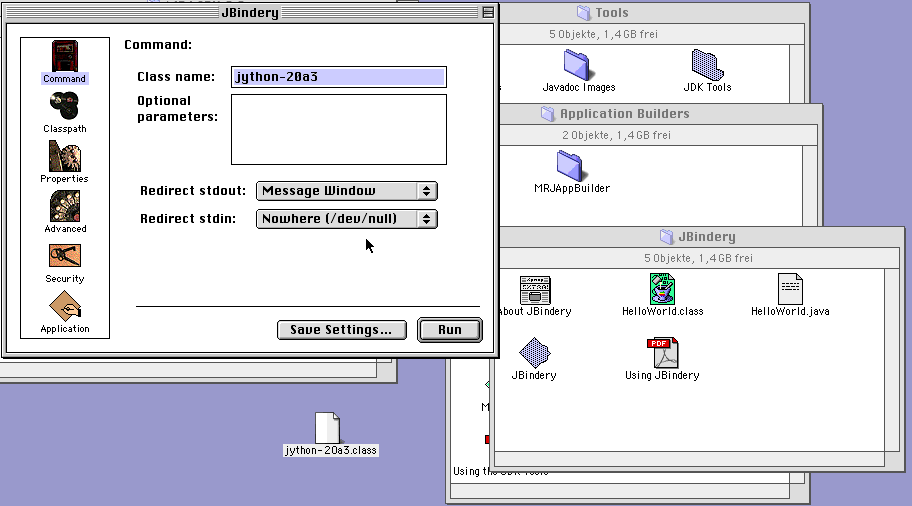 JBindery
Command
Classpath
Properties
Advanced
Security
Application
Command:
Class name:
jython-20a3
Optional
parameters:
Redirect stdout:
Message Window
Redirect stdin:
Nowhere (/dev/null)
Save Settings...
Run
Tools
5 Objekte, 1,4 GB frei
Javadoc Images
JDK Tools
Application Builders
2 Objekte, 1,4 GB frei
MRJAppBuilder
JBindery
5 Objekte, 1,4 GB frei
About JBindery
HelloWorld.class
HelloWorld.java
JBindery
PDF
Using JBindery
M
Using the JDK Tools
jython-20a3.class